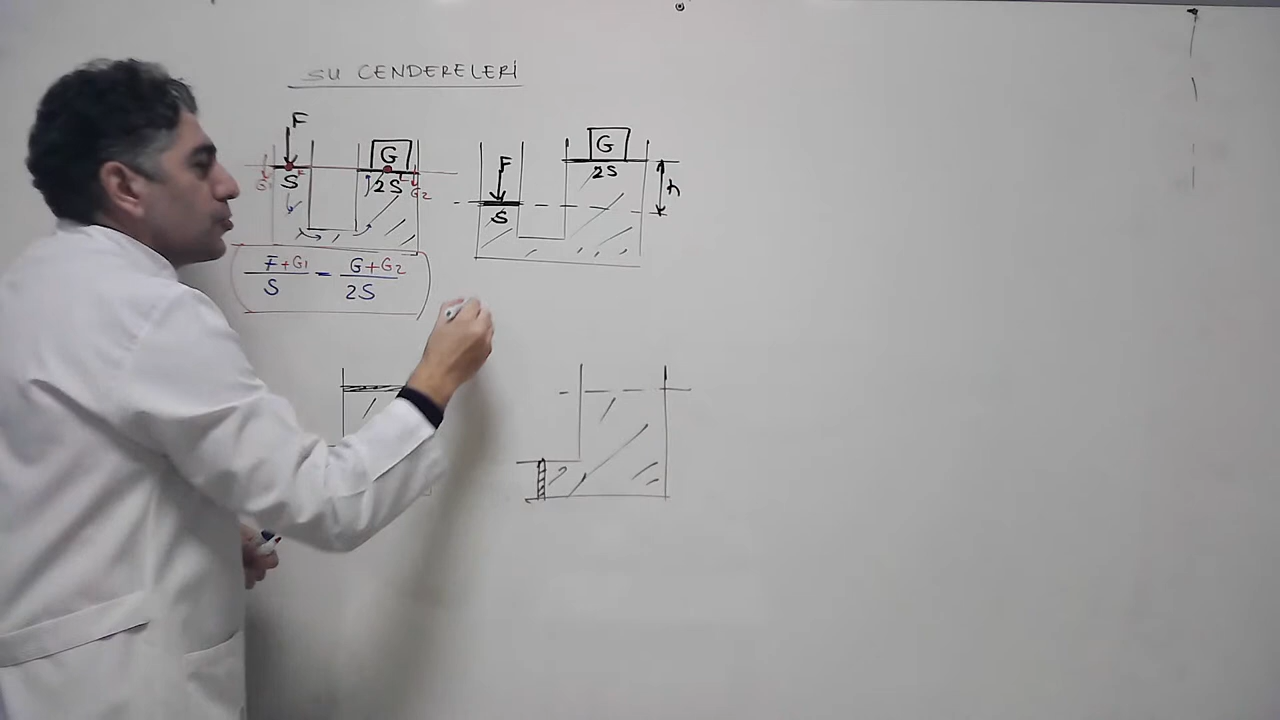 SU CENDERELERİ
F
G
S
2S
G1
G2
F+G1 / S = G+G2 / 2S
F
G
S
2S
h